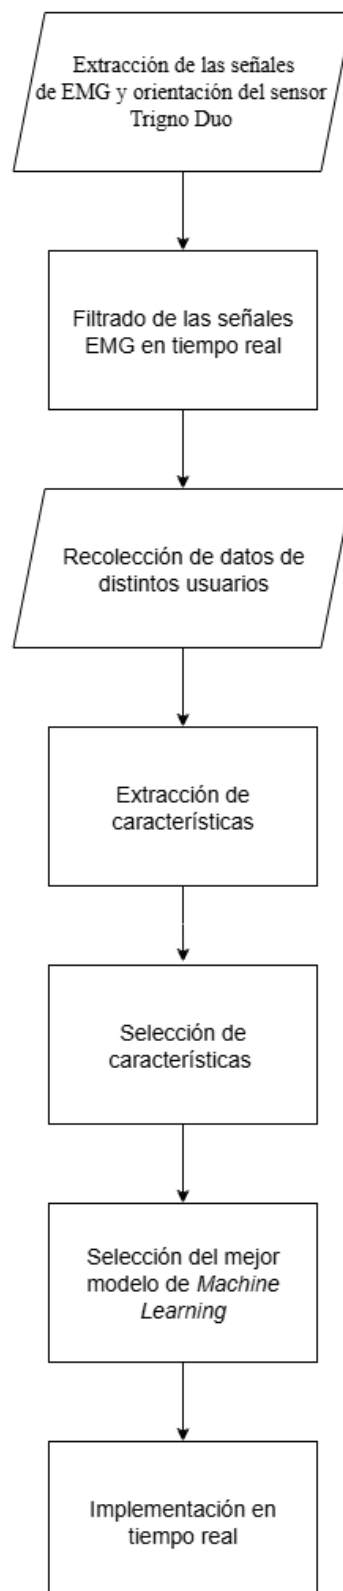 Extracción de las señales
de EMG y orientación del sensor
Trigno Duo
Filtrado de las señales
EMG en tiempo real
Recolección de datos de
distintos usuarios
Extracción de
característícas
Selección de
característícas
Selección del mejor
modelo de Machine
Learning
Implementación en
tiempo real